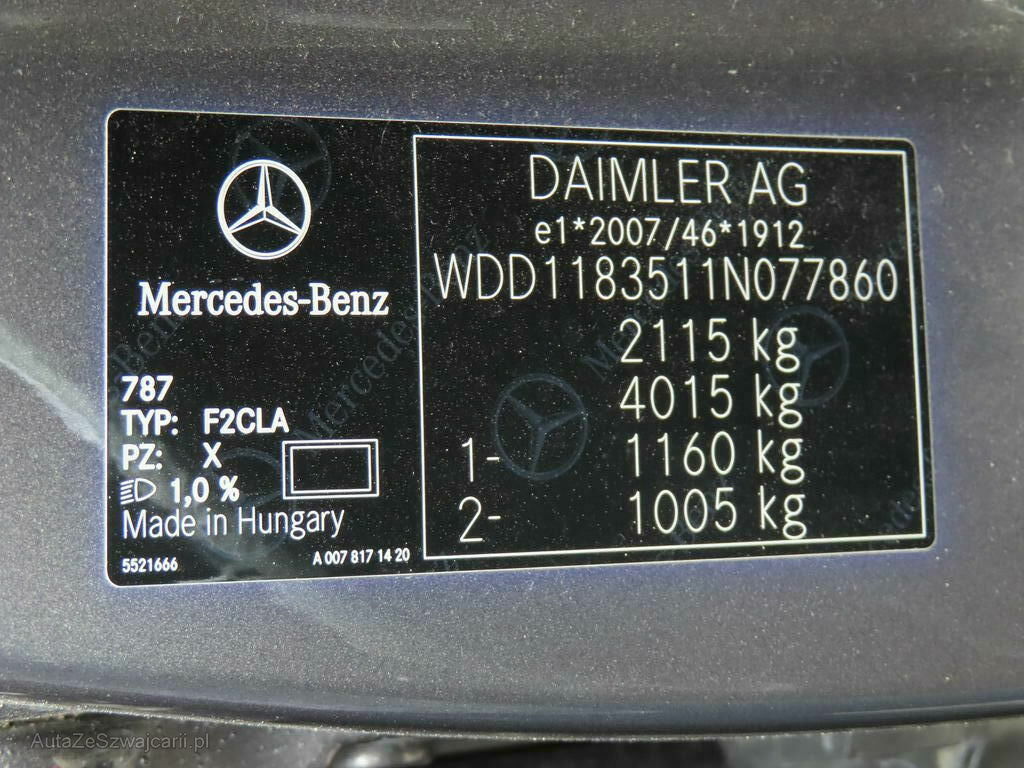 Mercedes-Benz
787
TYP: F2CLA
PZ: X
1,0 %
Made in Hungary
5521666
A 007 817 14 20
DAIMLER AG
e1*2007/46*1912
WDD1183511N077860
2115 kg
4015 kg
1- 1160 kg
2- 1005 kg
AutaZeSzwajcarii.pl